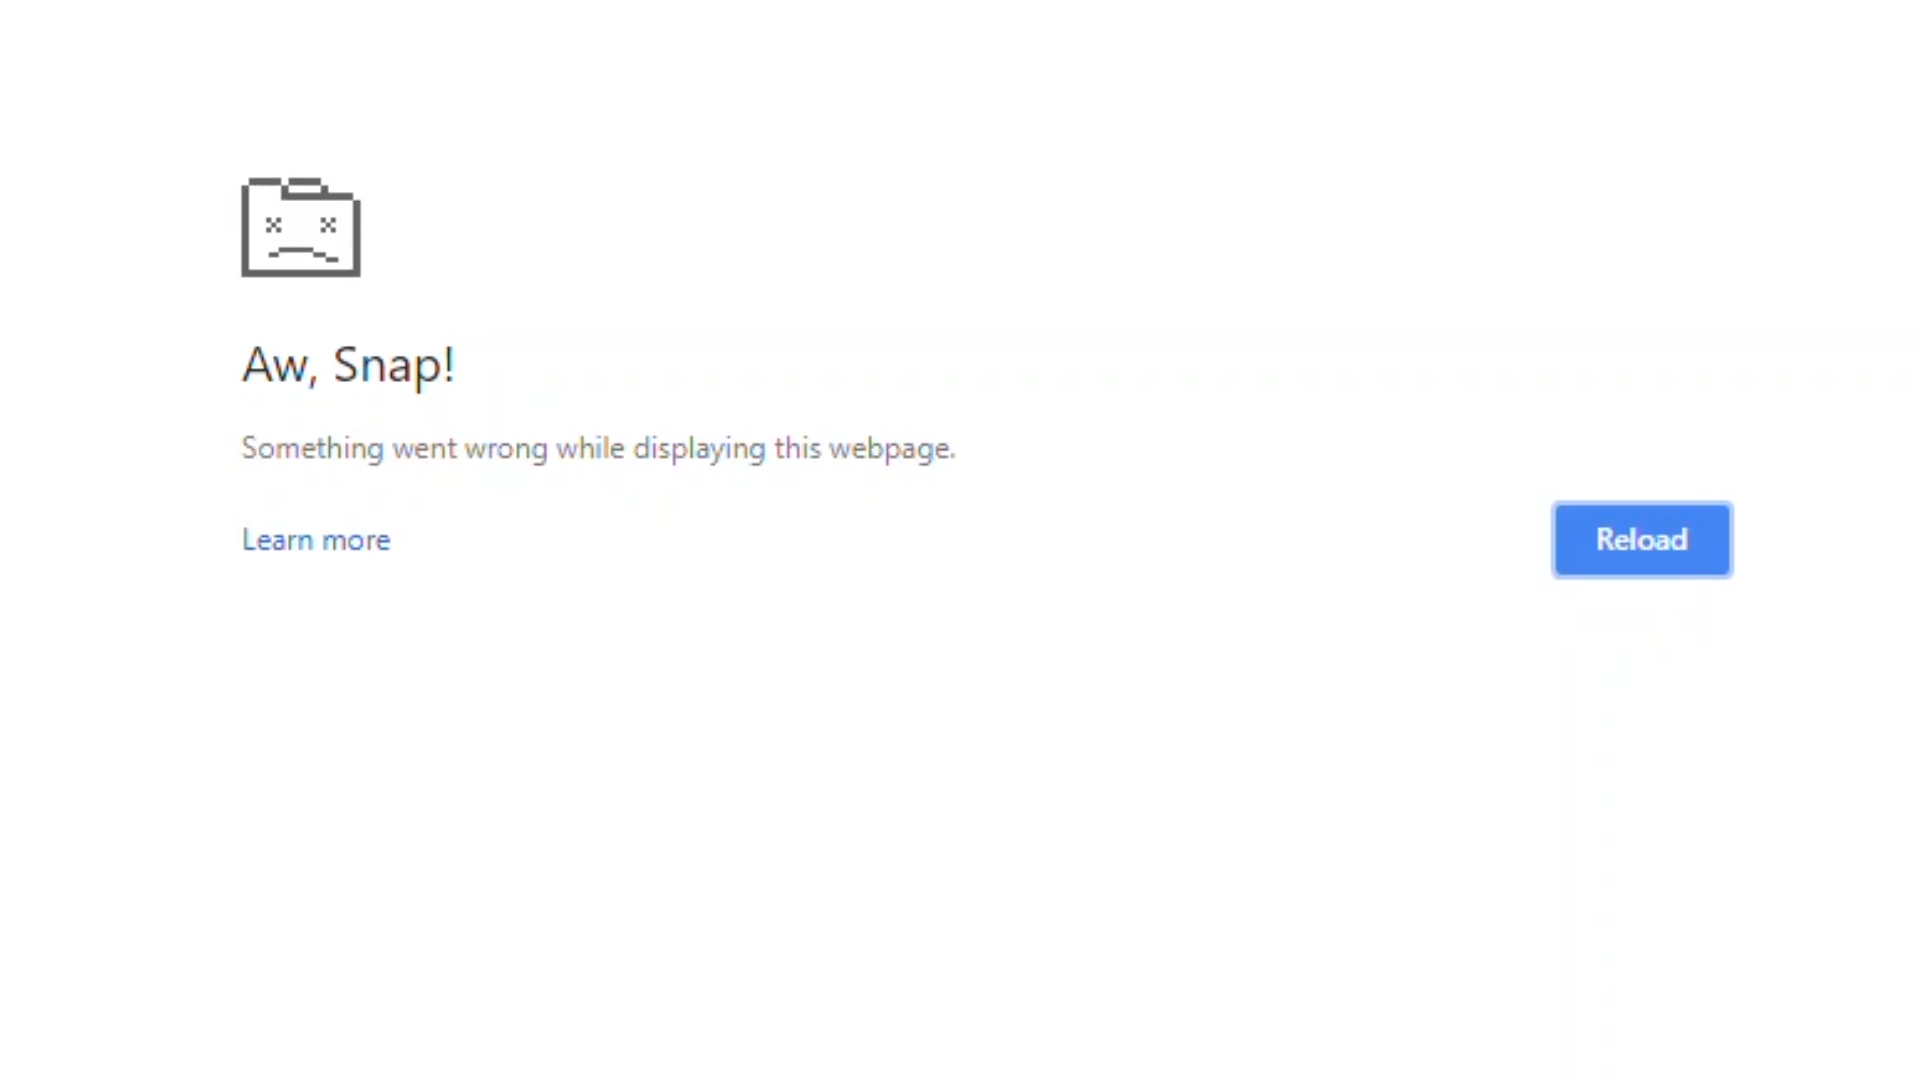 Aw, Snap!
Something went wrong while displaying this webpage.
Learn more
Reload